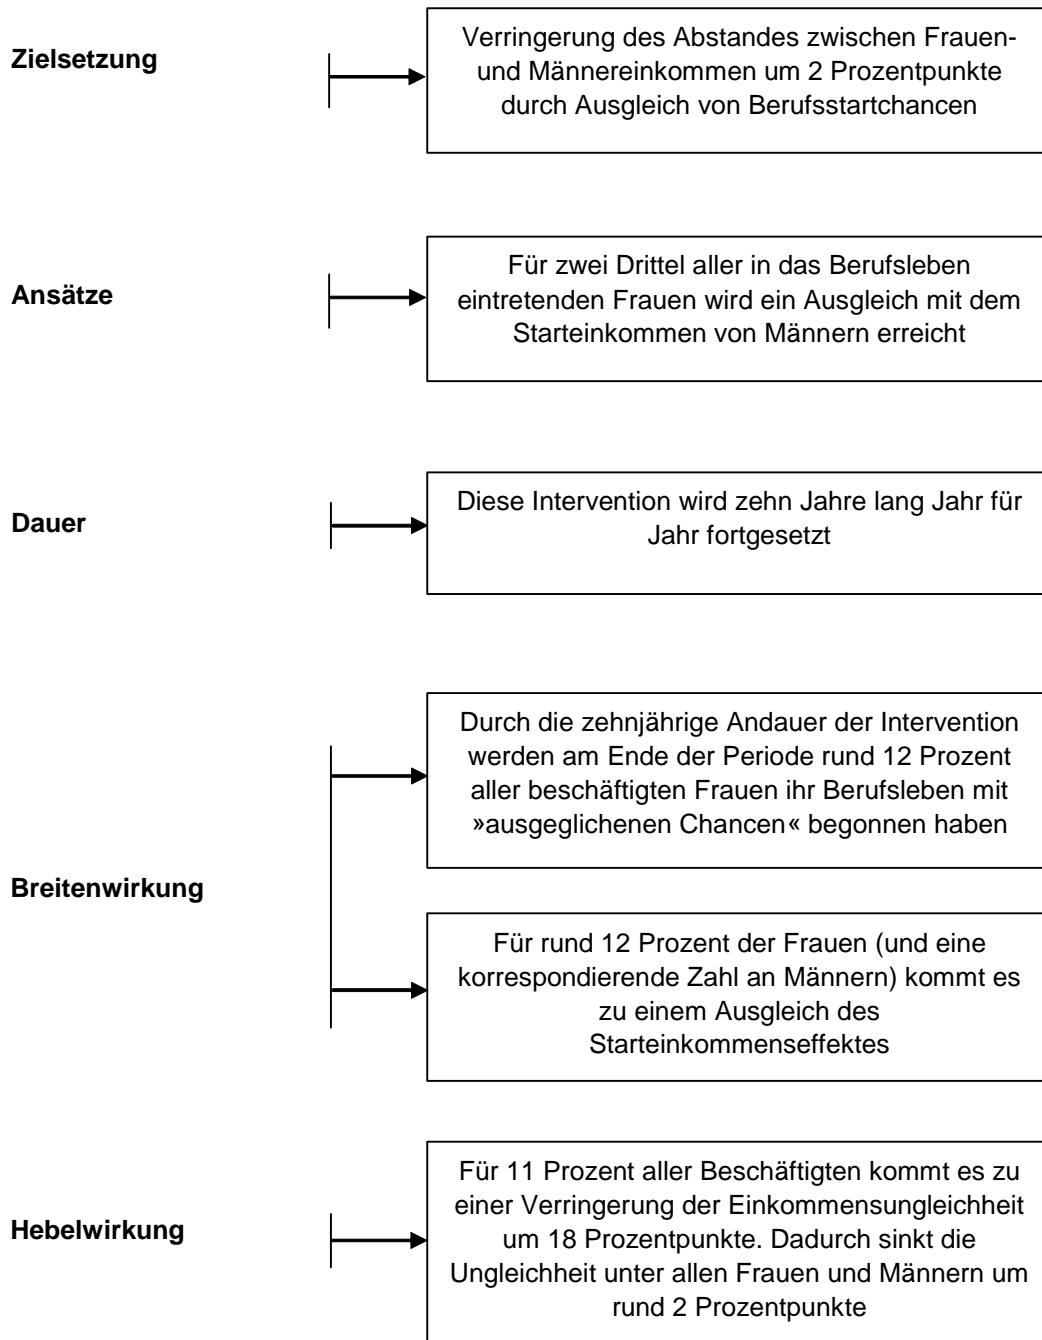 Zielsetzung
Verringerung des Abstandes zwischen Frauen-
und Männereinkommen um 2 Prozentpunkte
durch Ausgleich von Berufsstartchancen
Ansätze
Für zwei Drittel aller in das Berufsleben
eintretenden Frauen wird ein Ausgleich mit dem
Starteinkommen von Männern erreicht
Dauer
Diese Intervention wird zehn Jahre lang Jahr für
Jahr fortgesetzt
Breitenwirkung
Durch die zehnjährige Andauer der Intervention
werden am Ende der Periode rund 12 Prozent
aller beschäftigten Frauen ihr Berufsleben mit
»ausgeglichenen Chancen« begonnen haben
Für rund 12 Prozent der Frauen (und eine
korrespondierende Zahl an Männern) kommt es
zu einem Ausgleich des
Starteinkommenseffektes
Hebelwirkung
Für 11 Prozent aller Beschäftigten kommt es zu
einer Verringerung der Einkommensungleichheit
um 18 Prozentpunkte. Dadurch sinkt die
Ungleichheit unter allen Frauen und Männern um
rund 2 Prozentpunkte